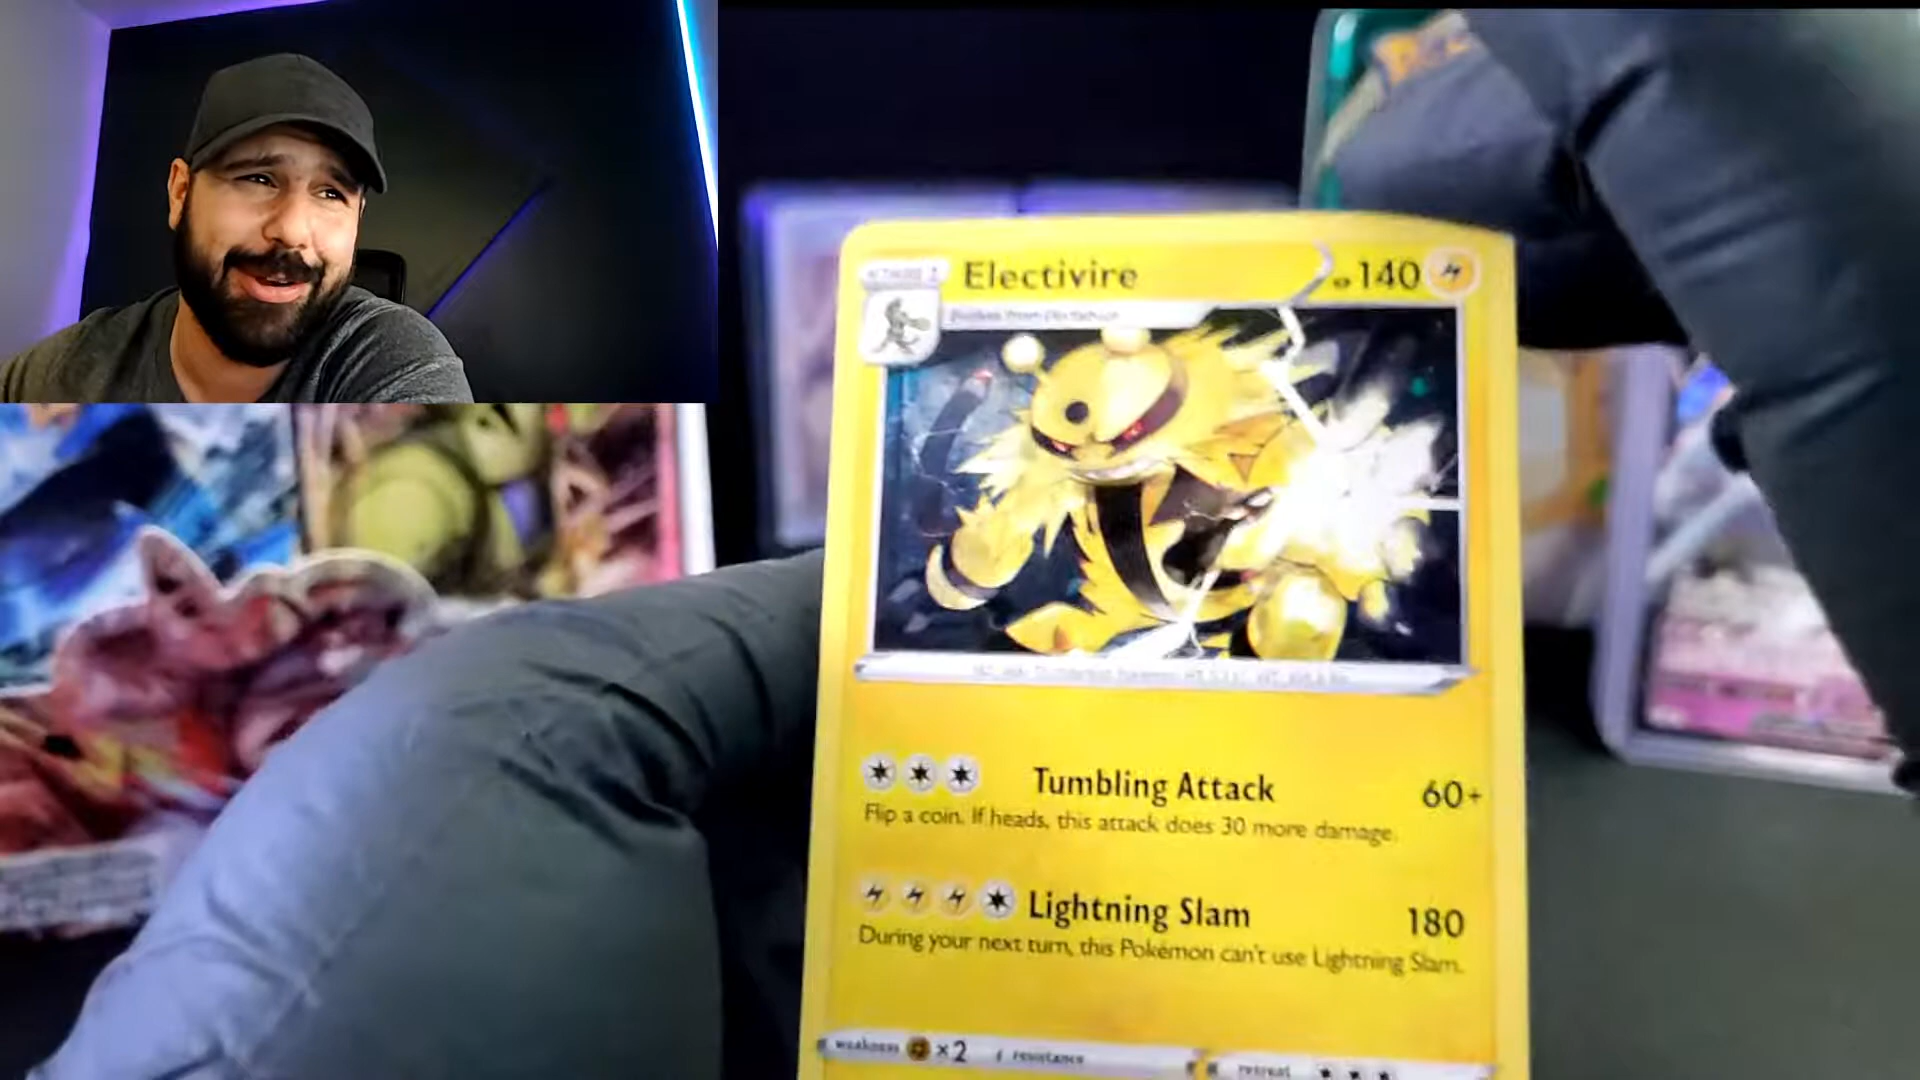 Electivire
140
Tumbling Attack 60+
Flip a coin. If heads, this attack does 30 more damage.
Lightning Slam 180
During your next turn, this Pokémon can't use Lightning Slam.
weakness ×2 resistance retreat